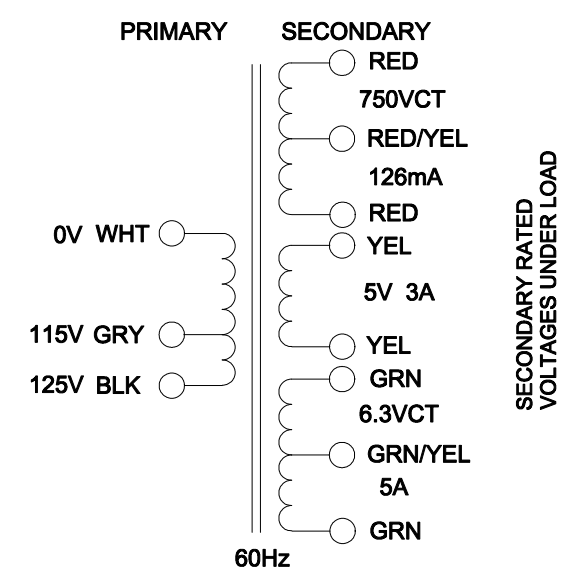 PRIMARY
SECONDARY
RED
750VCT
RED/YEL
126mA
RED
0V WHT
YEL
5V 3A
115V GRY
YEL
125V BLK
GRN
6.3VCT
GRN/YEL
5A
GRN
60Hz
SECONDARY RATED
VOLTAGES UNDER LOAD